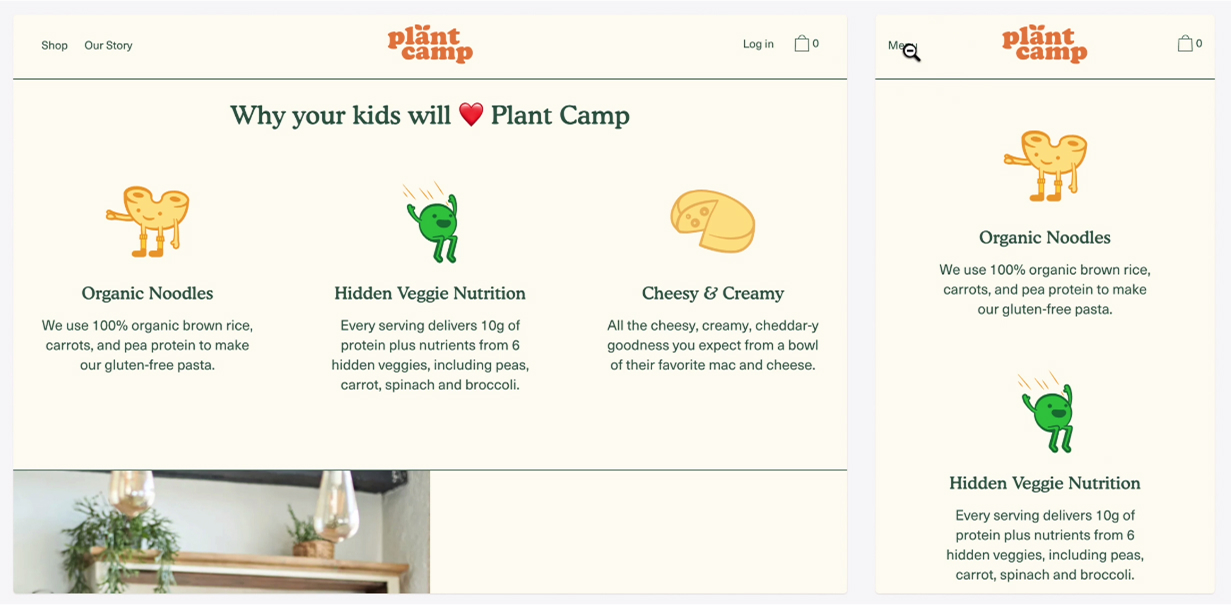 Shop Our Story
plant
camp
Log in 0
Why your kids will ❤️ Plant Camp
Organic Noodles
We use 100% organic brown rice,
carrots, and pea protein to make
our gluten-free pasta.
Hidden Veggie Nutrition
Every serving delivers 10g of
protein plus nutrients from 6
hidden veggies, including peas,
carrot, spinach and broccoli.
Cheesy & Creamy
All the cheesy, creamy, cheddar-y
goodness you expect from a bowl
of their favorite mac and cheese.
plant
camp
0
Organic Noodles
We use 100% organic brown rice,
carrots, and pea protein to make
our gluten-free pasta.
Hidden Veggie Nutrition
Every serving delivers 10g of
protein plus nutrients from 6
hidden veggies, including peas,
carrot, spinach and broccoli.